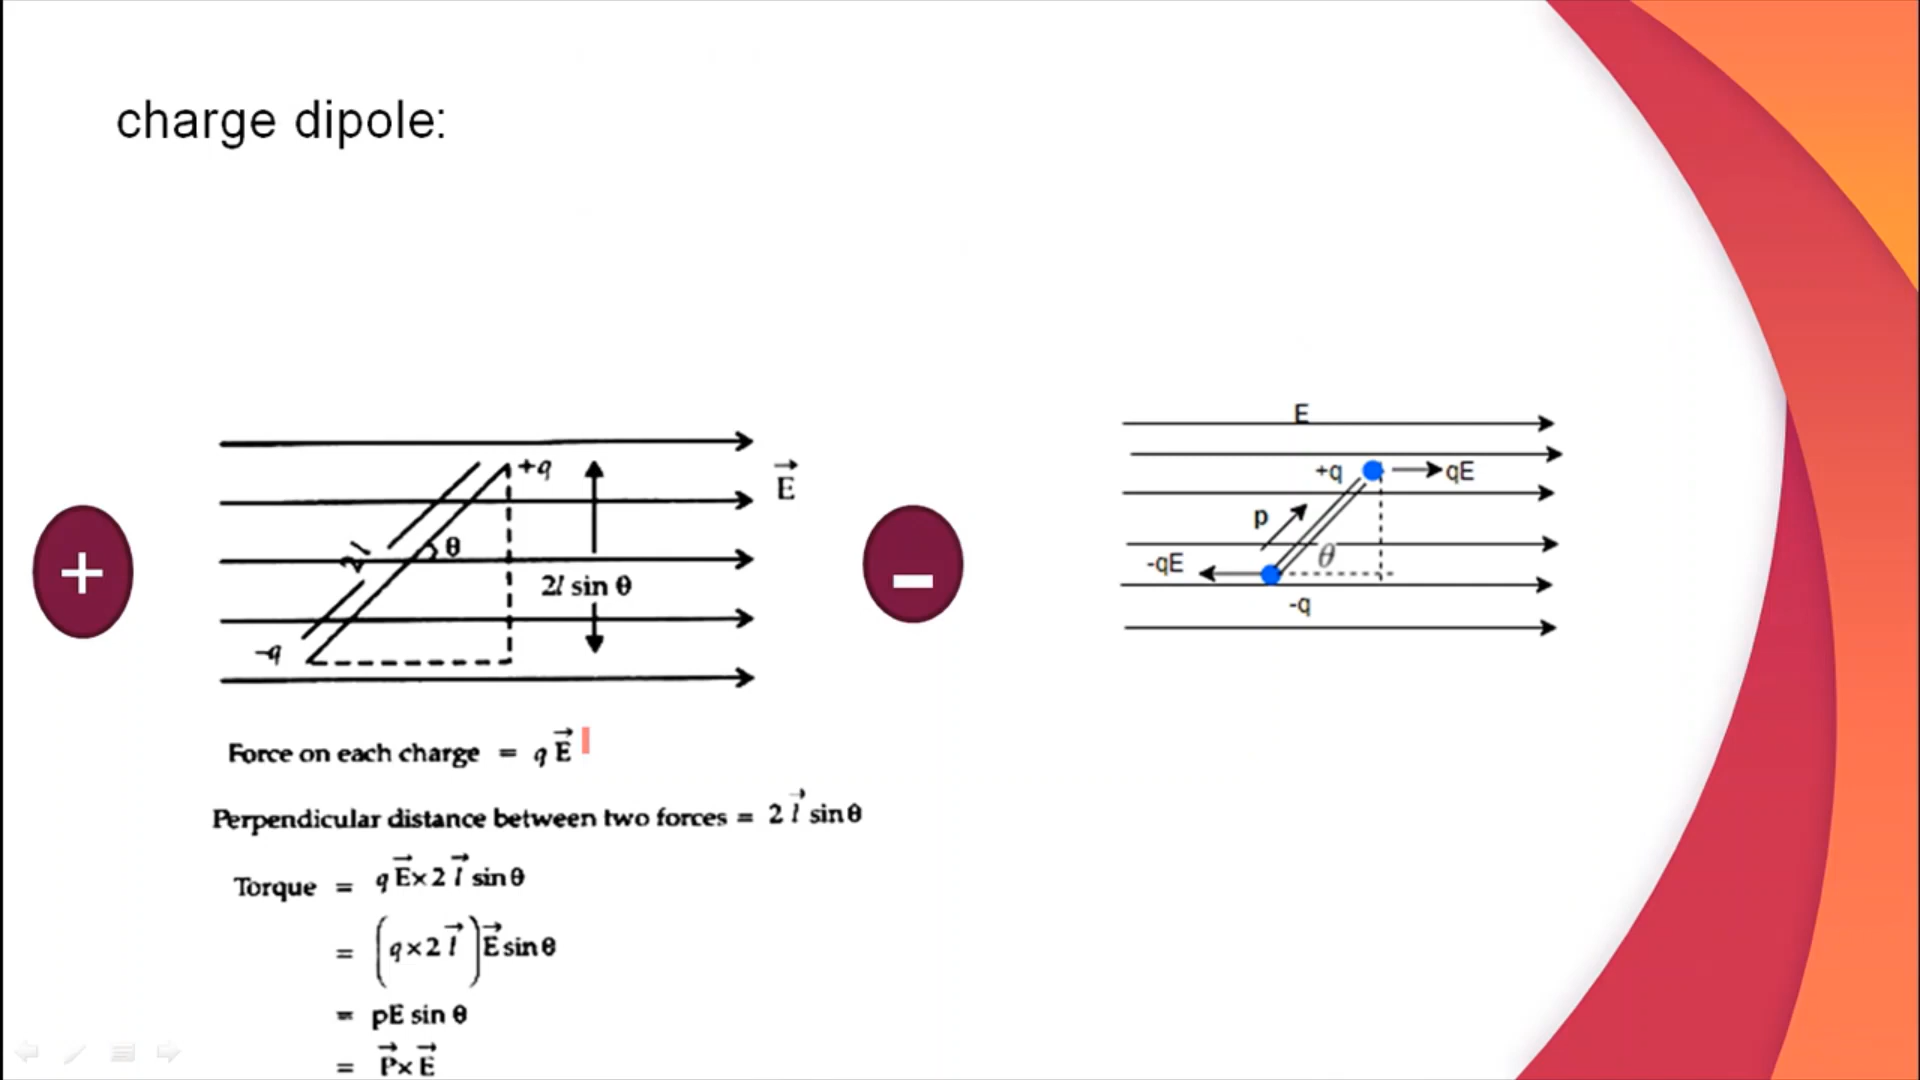 charge dipole:
+
+q
E
θ
2l
2l sin θ
-q
Force on each charge = q E
Perpendicular distance between two forces = 2 l sin θ
Torque = q E × 2 l sin θ
= (q × 2 l) E sin θ
= pE sin θ
= P × E
−
E
+q
qE
p
θ
-qE
-q